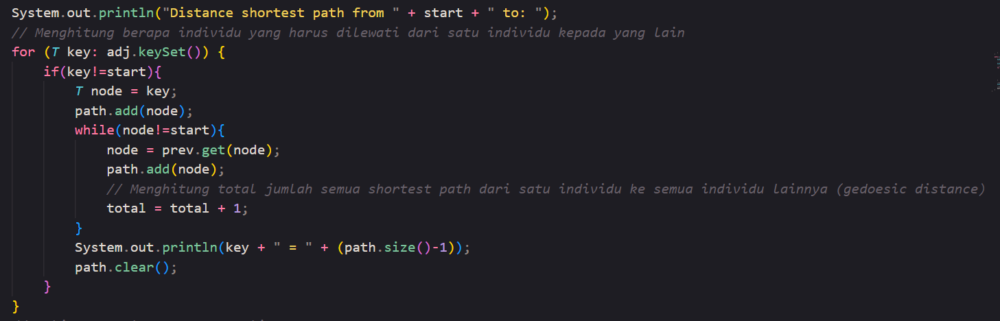 System.out.println("Distance shortest path from " + start + " to: ");
// Menghitung berapa individu yang harus dilewati dari satu individu kepada yang lain
for (T key: adj.keySet()) {
if(key!=start){
T node = key;
path.add(node);
while(node!=start){
node = prev.get(node);
path.add(node);
// Menghitung total jumlah semua shortest path dari satu individu ke semua individu lainnya (gedoesic distance)
total = total + 1;
}
System.out.println(key + " = " + (path.size()-1));
path.clear();
}
}